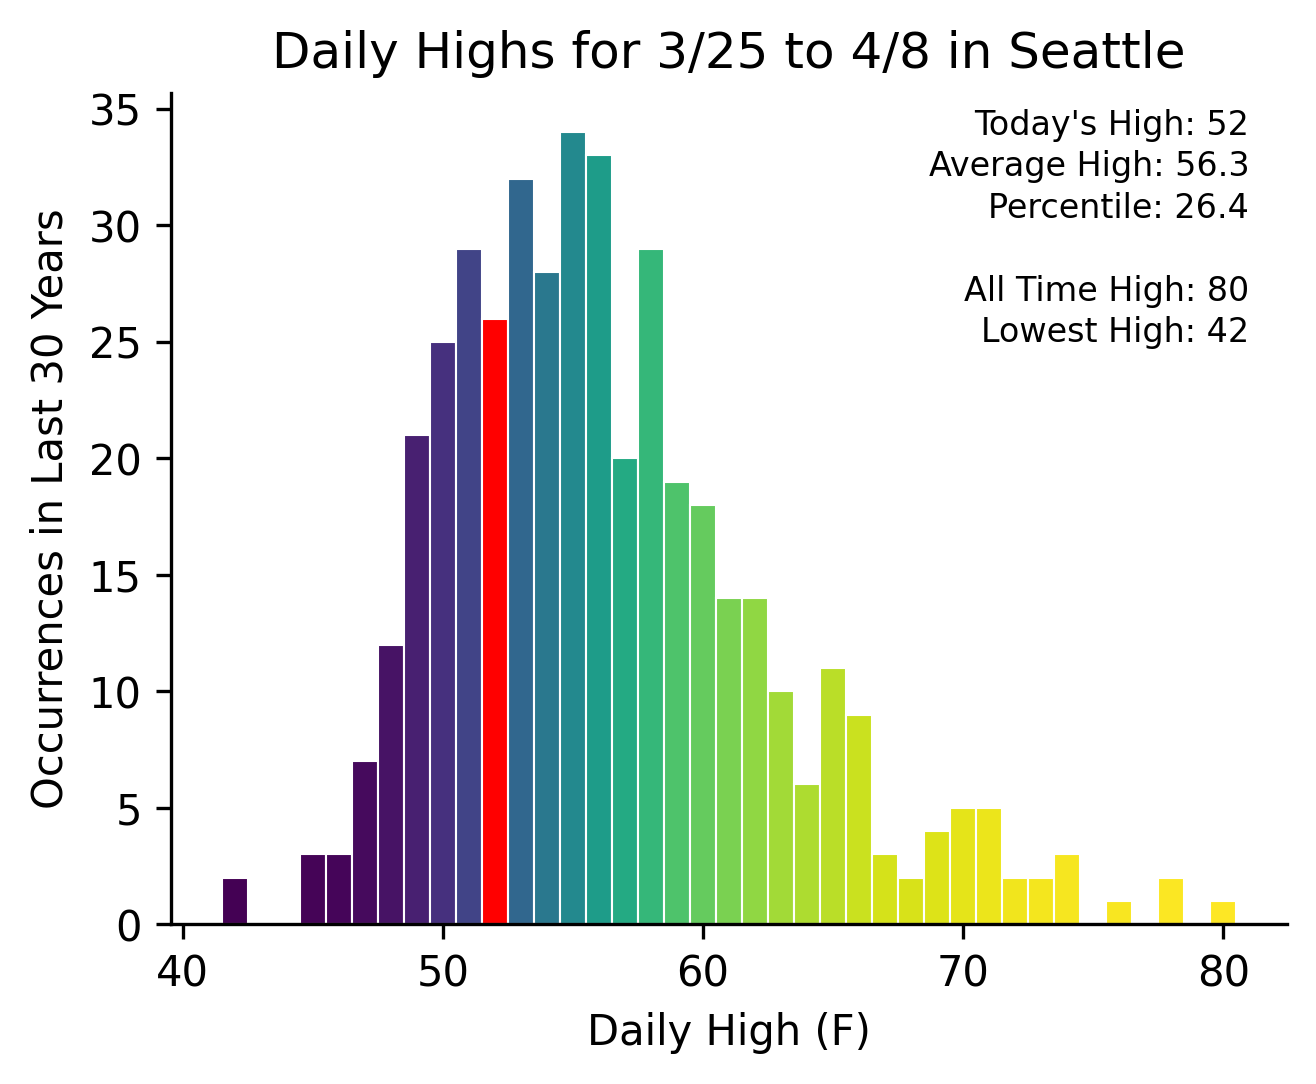 Daily Highs for 3/25 to 4/8 in Seattle
Today's High: 52
Average High: 56.3
Percentile: 26.4
All Time High: 80
Lowest High: 42
Occurrences in Last 30 Years
35
30
25
20
15
10
5
0
40 50 60 70 80
Daily High (F)